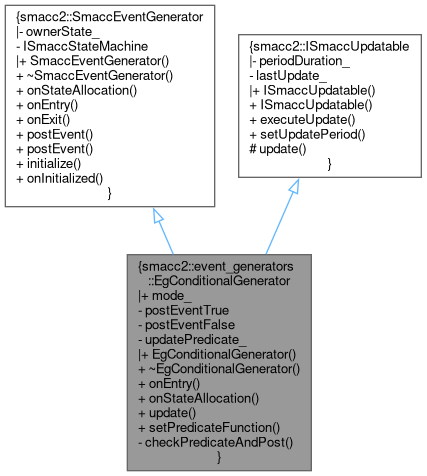 {smacc2::SmaccEventGenerator
|- ownerState_
- ISmaccStateMachine
|+ SmaccEventGenerator()
+ ~SmaccEventGenerator()
+ onStateAllocation()
+ onEntry()
+ onExit()
+ postEvent()
+ postEvent()
+ initialize()
+ onInitialized()
}
{smacc2::ISmaccUpdatable
|- periodDuration_
- lastUpdate_
|+ ISmaccUpdatable()
+ ISmaccUpdatable()
+ executeUpdate()
+ setUpdatePeriod()
# update()
}
{smacc2::event_generators
::EgConditionalGenerator
|+ mode_
- postEventTrue
- postEventFalse
- updatePredicate_
|+ EgConditionalGenerator()
+ ~EgConditionalGenerator()
+ onEntry()
+ onStateAllocation()
+ update()
+ setPredicateFunction()
- checkPredicateAndPost()
}